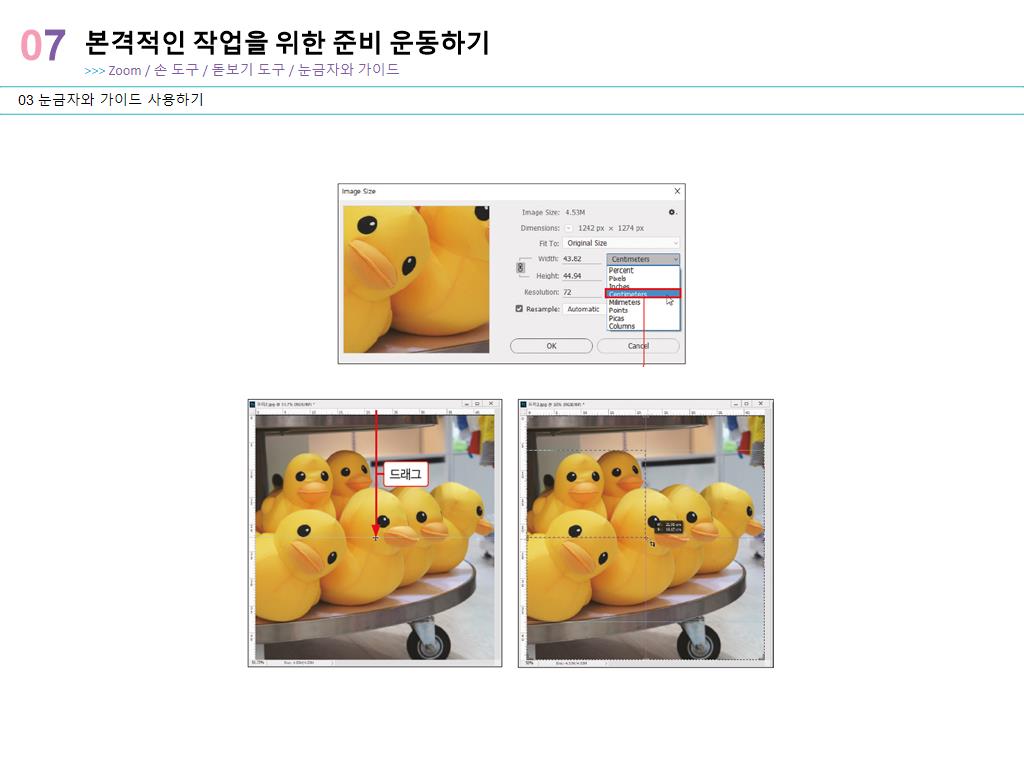 07 본격적인 작업을 위한 준비 운동하기
>>> Zoom / 손 도구 / 돋보기 도구 / 눈금자와 가이드
03 눈금자와 가이드 사용하기
Image Size
Image Size: 4.53M
Dimensions: 1242 px × 1274 px
Fit To: Original Size
Width: 43.82 Centimeters
Percent
Pixels
Inches
Height: 44.94
Centimeters
Resolution: 72
Millimeters
Points
Resample: Automatic
Picas
Columns
OK Cancel
드래그